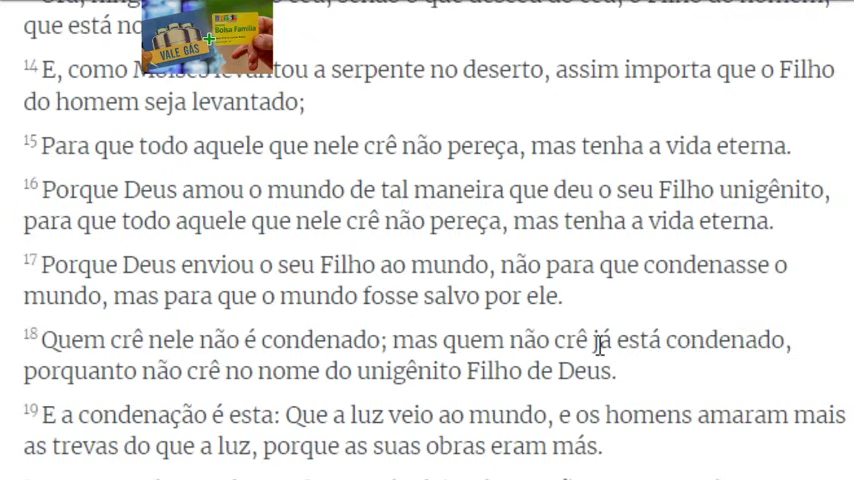 que está no
VALE GÁS
Bolsa Família
14 E, como Moisés levantou a serpente no deserto, assim importa que o Filho
do homem seja levantado;
15 Para que todo aquele que nele crê não pereça, mas tenha a vida eterna.
16 Porque Deus amou o mundo de tal maneira que deu o seu Filho unigênito,
para que todo aquele que nele crê não pereça, mas tenha a vida eterna.
17 Porque Deus enviou o seu Filho ao mundo, não para que condenasse o
mundo, mas para que o mundo fosse salvo por ele.
18 Quem crê nele não é condenado; mas quem não crê já está condenado,
porquanto não crê no nome do unigênito Filho de Deus.
19 E a condenação é esta: Que a luz veio ao mundo, e os homens amaram mais
as trevas do que a luz, porque as suas obras eram más.